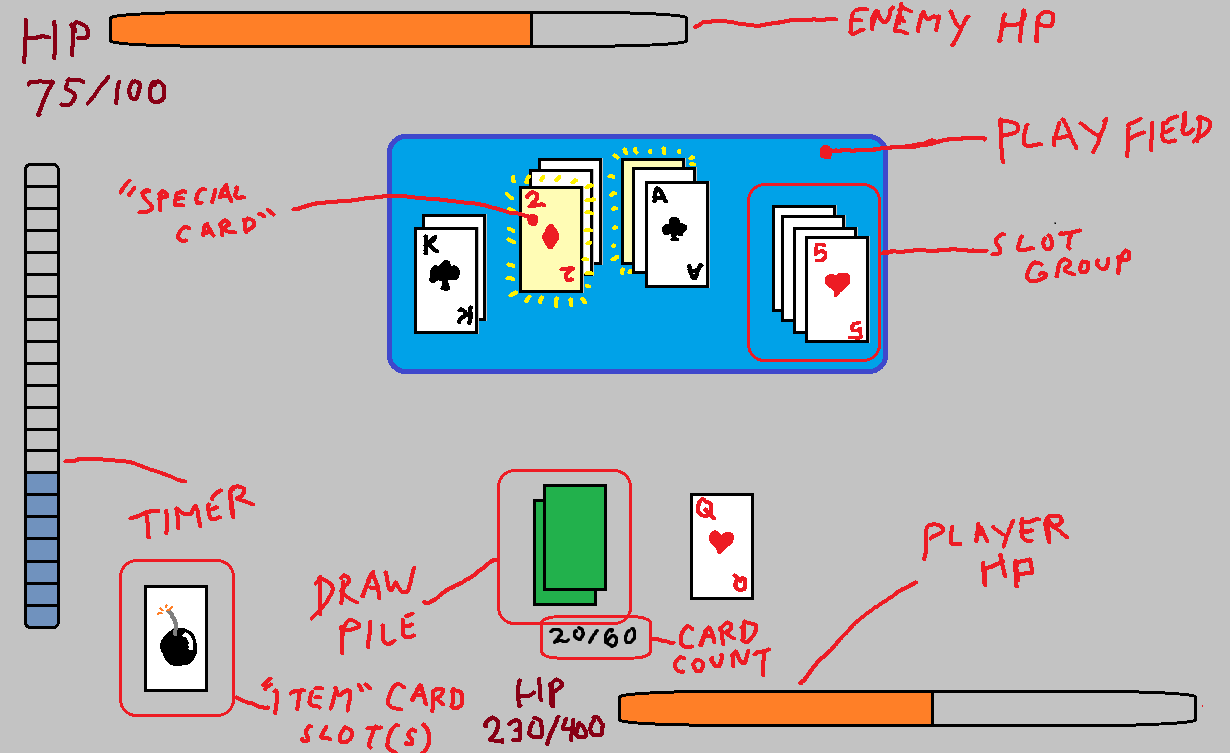 HP
75/100
ENEMY HP
PLAY FIELD
"SPECIAL
CARD"
2
2
A
A
K
K
5
5
SLOT
GROUP
TIMER
Q
Q
PLAYER
HP
DRAW
PILE
20/60
CARD
COUNT
"ITEM" CARD
SLOT(S)
HP
230/400